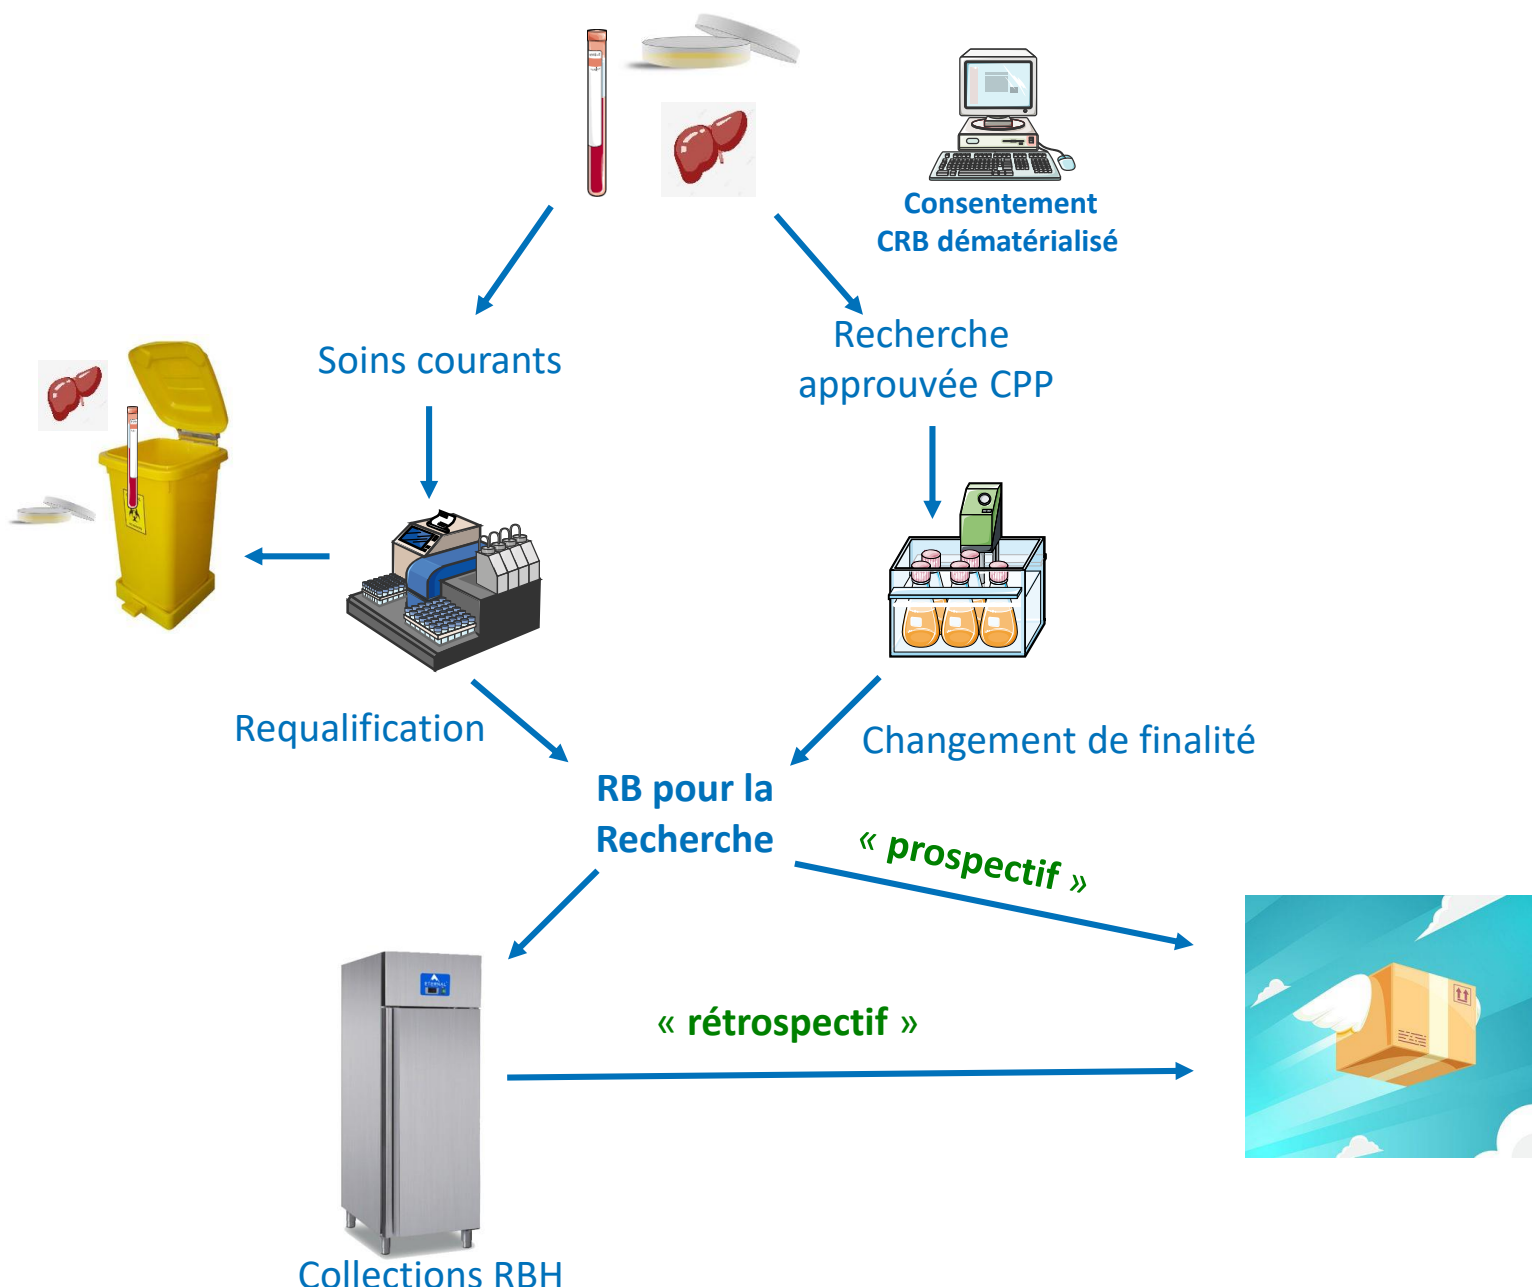 Consentement
CRB dématérialisé
Soins courants
Recherche
approuvée CPP
Requalification
Changement de finalité
RB pour la
Recherche
« prospectif »
ETERNAL
« rétrospectif »
Collections RBH